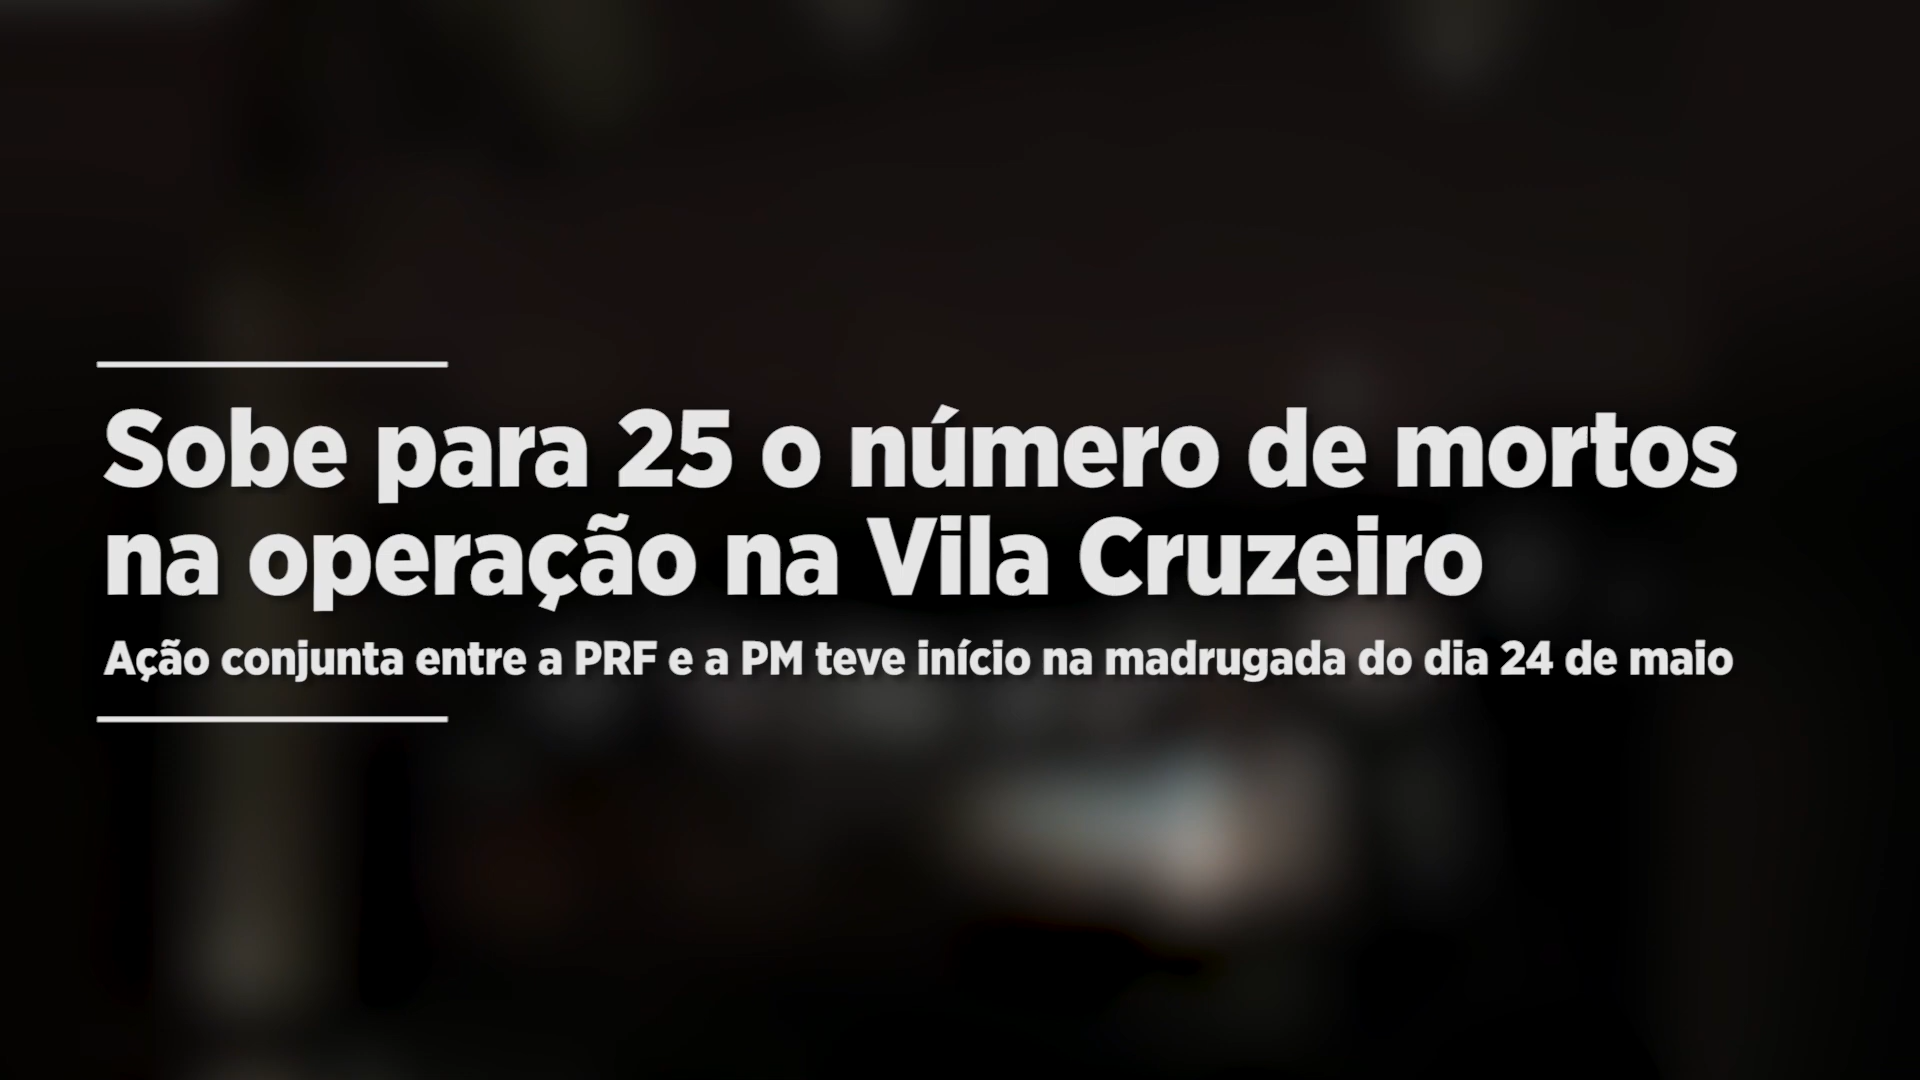 Sobe para 25 o número de mortos
na operação na Vila Cruzeiro
Ação conjunta entre a PRF e a PM teve início na madrugada do dia 24 de maio